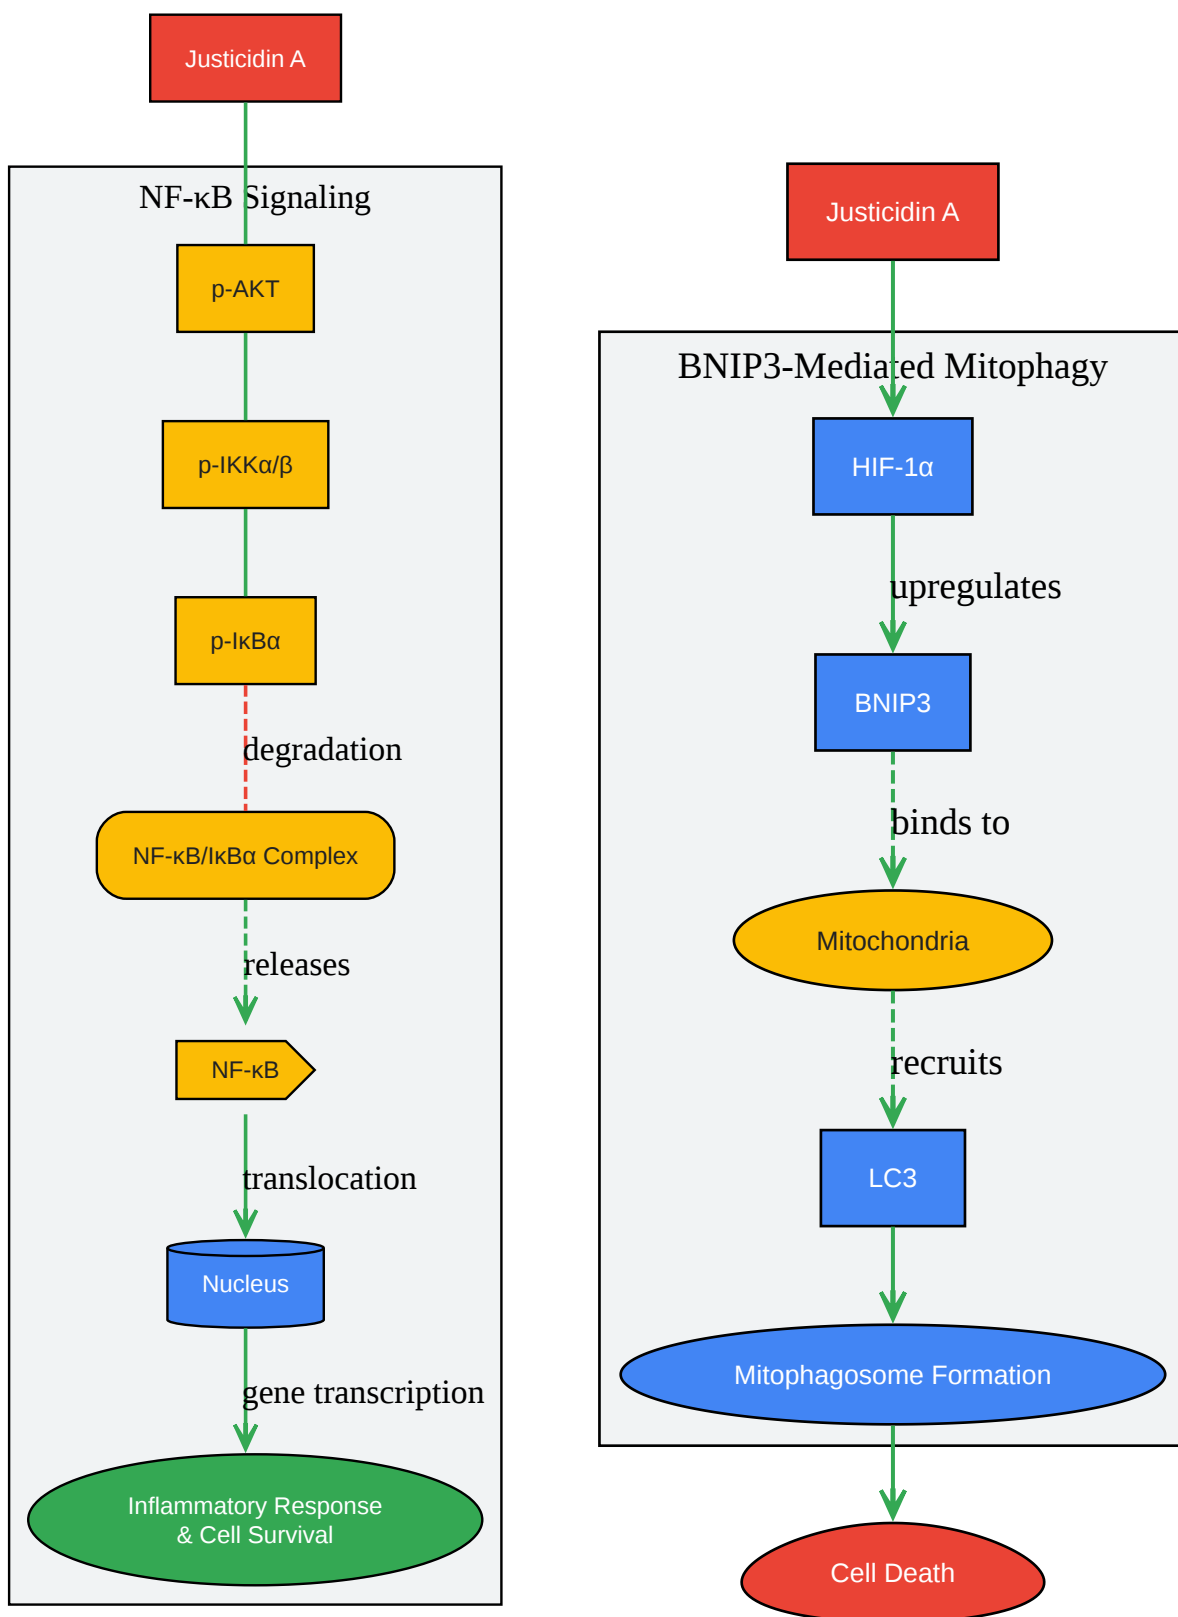 Justicidin A
NF-κB Signaling
p-AKT
p-IKKα/β
p-IκBα
degradation
NF-κB/IκBα Complex
releases
NF-κB
translocation
Nucleus
gene transcription
Inflammatory Response
& Cell Survival
Justicidin A
BNIP3-Mediated Mitophagy
HIF-1α
upregulates
BNIP3
binds to
Mitochondria
recruits
LC3
Mitophagosome Formation
Cell Death